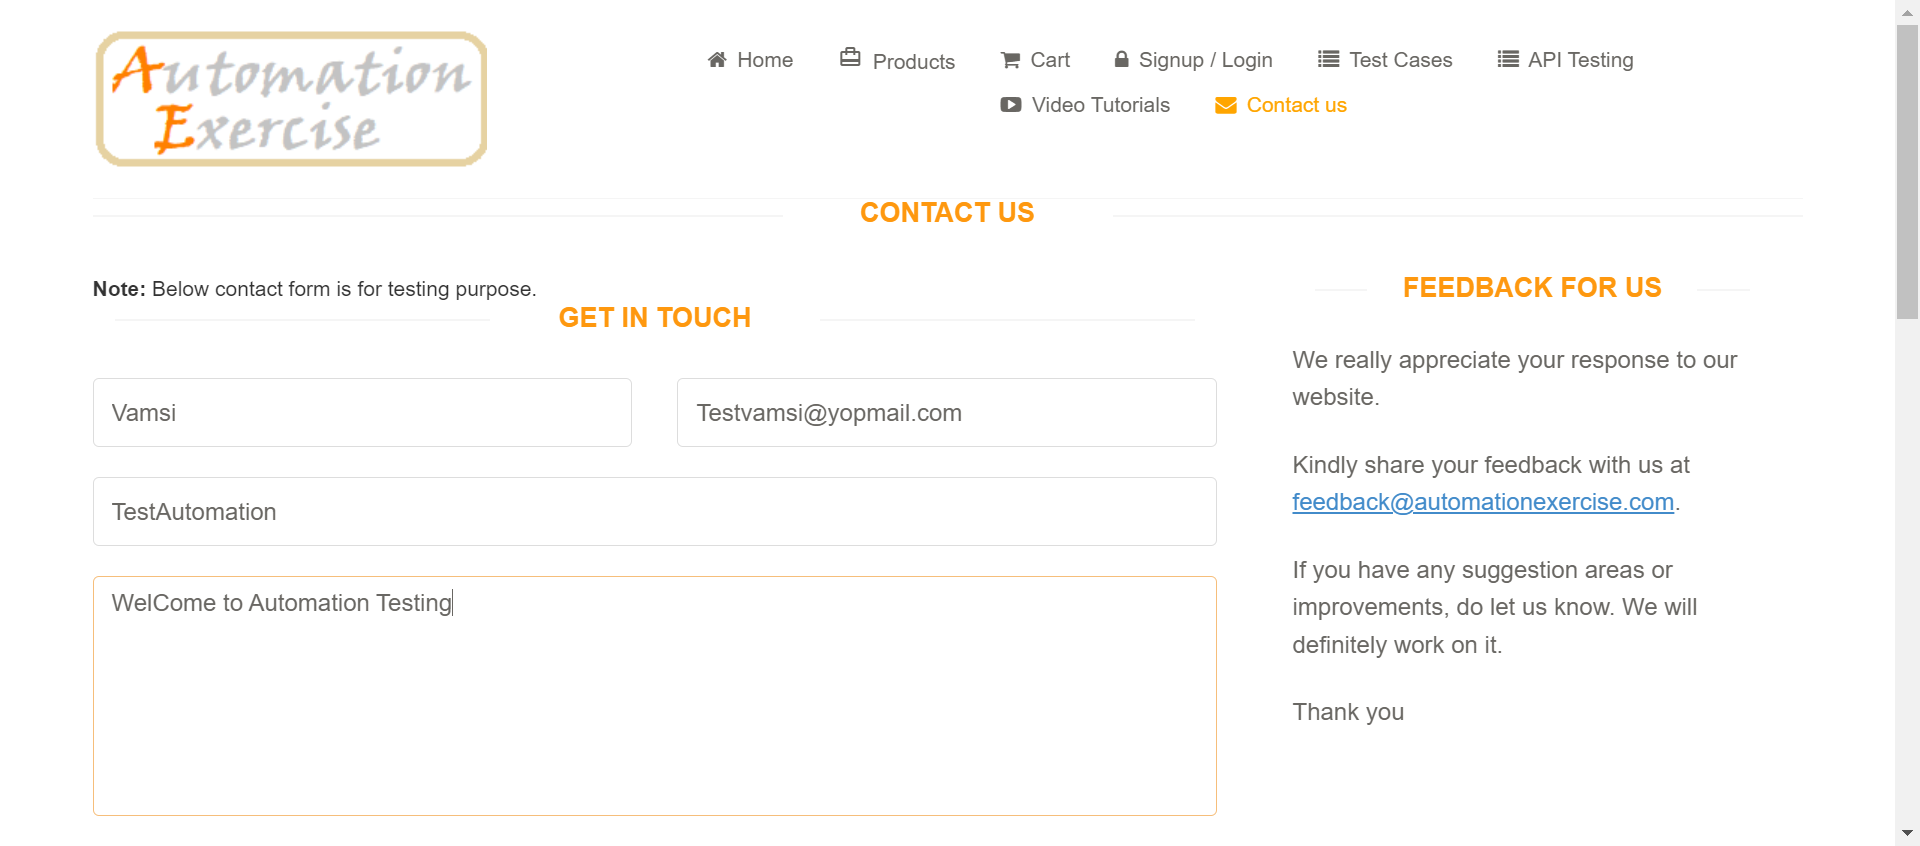 Automation
Exercise
Home
Products
Cart
Signup / Login
Test Cases
API Testing
Video Tutorials
Contact us
CONTACT US
Note: Below contact form is for testing purpose.
GET IN TOUCH
Vamsi
Testvamsi@yopmail.com
TestAutomation
WelCome to Automation Testing
FEEDBACK FOR US
We really appreciate your response to our
website.
Kindly share your feedback with us at
feedback@automationexercise.com.
If you have any suggestion areas or
improvements, do let us know. We will
definitely work on it.
Thank you